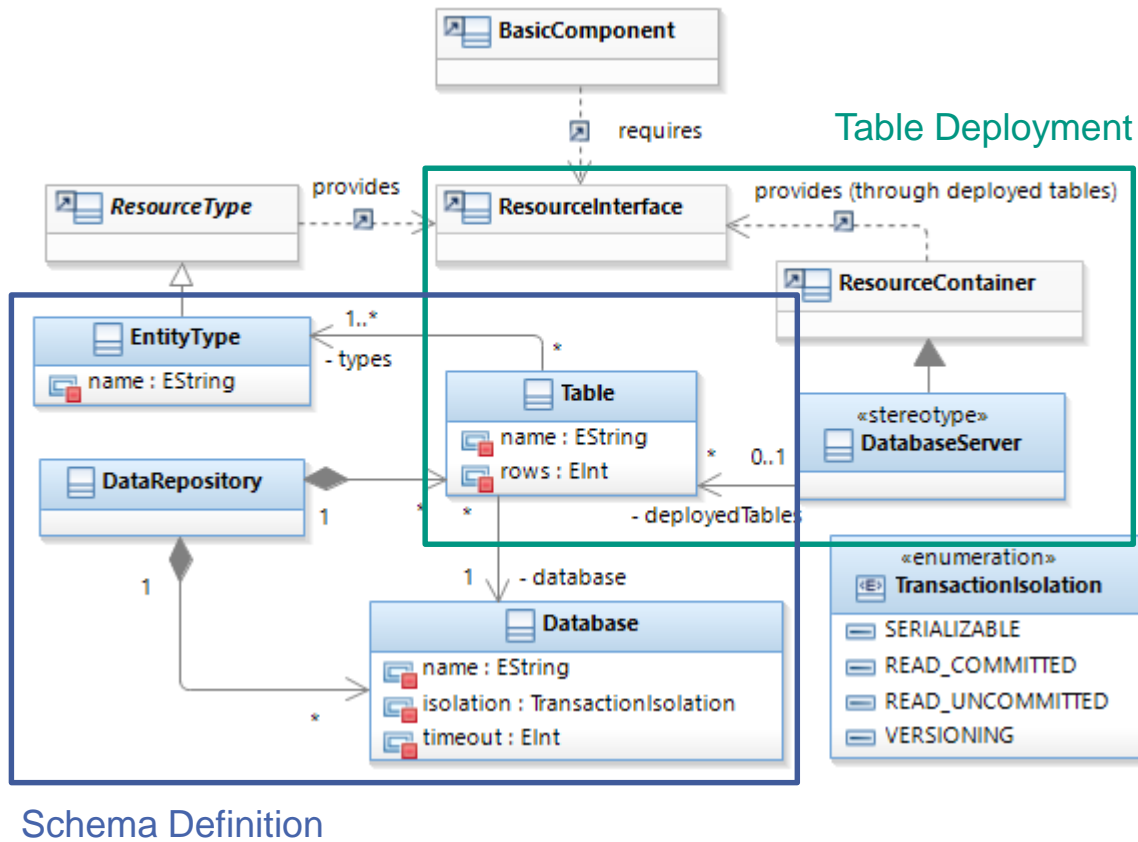 BasicComponent
requires
Table Deployment
ResourceType
provides
ResourceInterface
provides (through deployed tables)
ResourceContainer
EntityType
name : EString
1..*
- types
*
Table
name : EString
rows : EInt
«stereotype»
DatabaseServer
* 0..1
- deployedTables
DataRepository
1
*
*
1
1 - database
Database
name : EString
isolation : TransactionIsolation
timeout : EInt
*
«enumeration»
<E> TransactionIsolation
SERIALIZABLE
READ_COMMITTED
READ_UNCOMMITTED
VERSIONING
Schema Definition